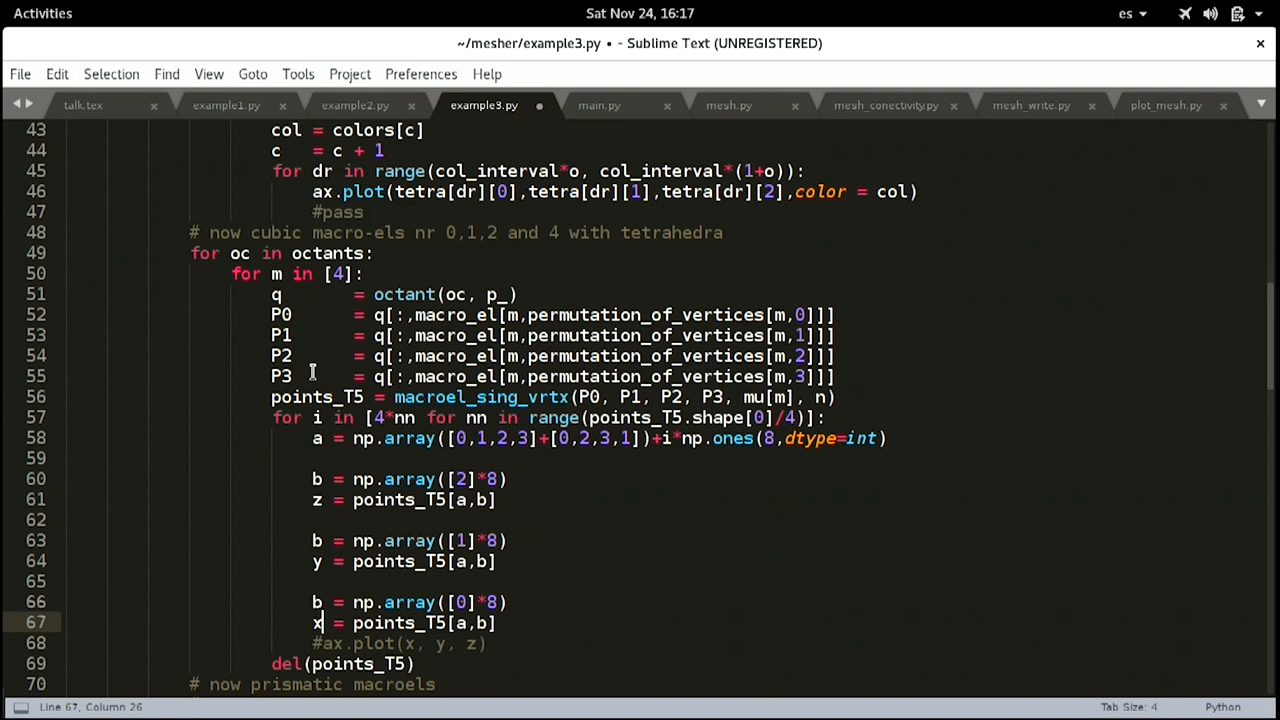 Activities Sat Nov 24, 16:17 es
~/mesher/example3.py • - Sublime Text (UNREGISTERED) ×
File Edit Selection Find View Goto Tools Project Preferences Help
talk.tex × example1.py × example2.py × example3.py • main.py × mesh.py × mesh_conectivity.py × mesh_write.py × plot_mesh.py ×
43 col = colors[c]
44 c = c + 1
45 for dr in range(col_interval*o, col_interval*(1+o)):
46 ax.plot(tetra[dr][0],tetra[dr][1],tetra[dr][2],color = col)
47 #pass
48 # now cubic macro-els nr 0,1,2 and 4 with tetrahedra
49 for oc in octants:
50 for m in [4]:
51 q = octant(oc, p_)
52 P0 = q[:,macro_el[m,permutation_of_vertices[m,0]]]
53 P1 = q[:,macro_el[m,permutation_of_vertices[m,1]]]
54 P2 = q[:,macro_el[m,permutation_of_vertices[m,2]]]
55 P3 = q[:,macro_el[m,permutation_of_vertices[m,3]]]
56 points_T5 = macroel_sing_vrtx(P0, P1, P2, P3, mu[m], n)
57 for i in [4*nn for nn in range(points_T5.shape[0]/4)]:
58 a = np.array([0,1,2,3]+[0,2,3,1])+i*np.ones(8,dtype=int)
59
60 b = np.array([2]*8)
61 z = points_T5[a,b]
62
63 b = np.array([1]*8)
64 y = points_T5[a,b]
65
66 b = np.array([0]*8)
67 x = points_T5[a,b]
68 #ax.plot(x, y, z)
69 del(points_T5)
70 # now prismatic macroels
Line 67, Column 26 Tab Size: 4 Python